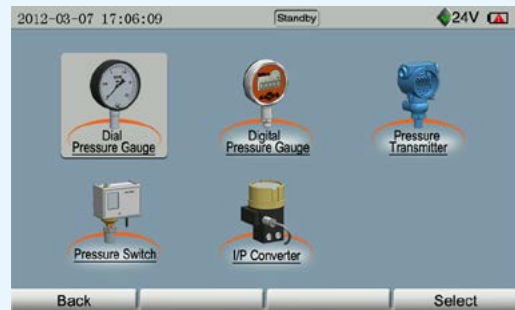 2012-03-07 17:06:09 Standby 24V
Dial
Pressure Gauge
Digital
Pressure Gauge
Pressure
Transmitter
Pressure Switch
I/P Converter
Back Select